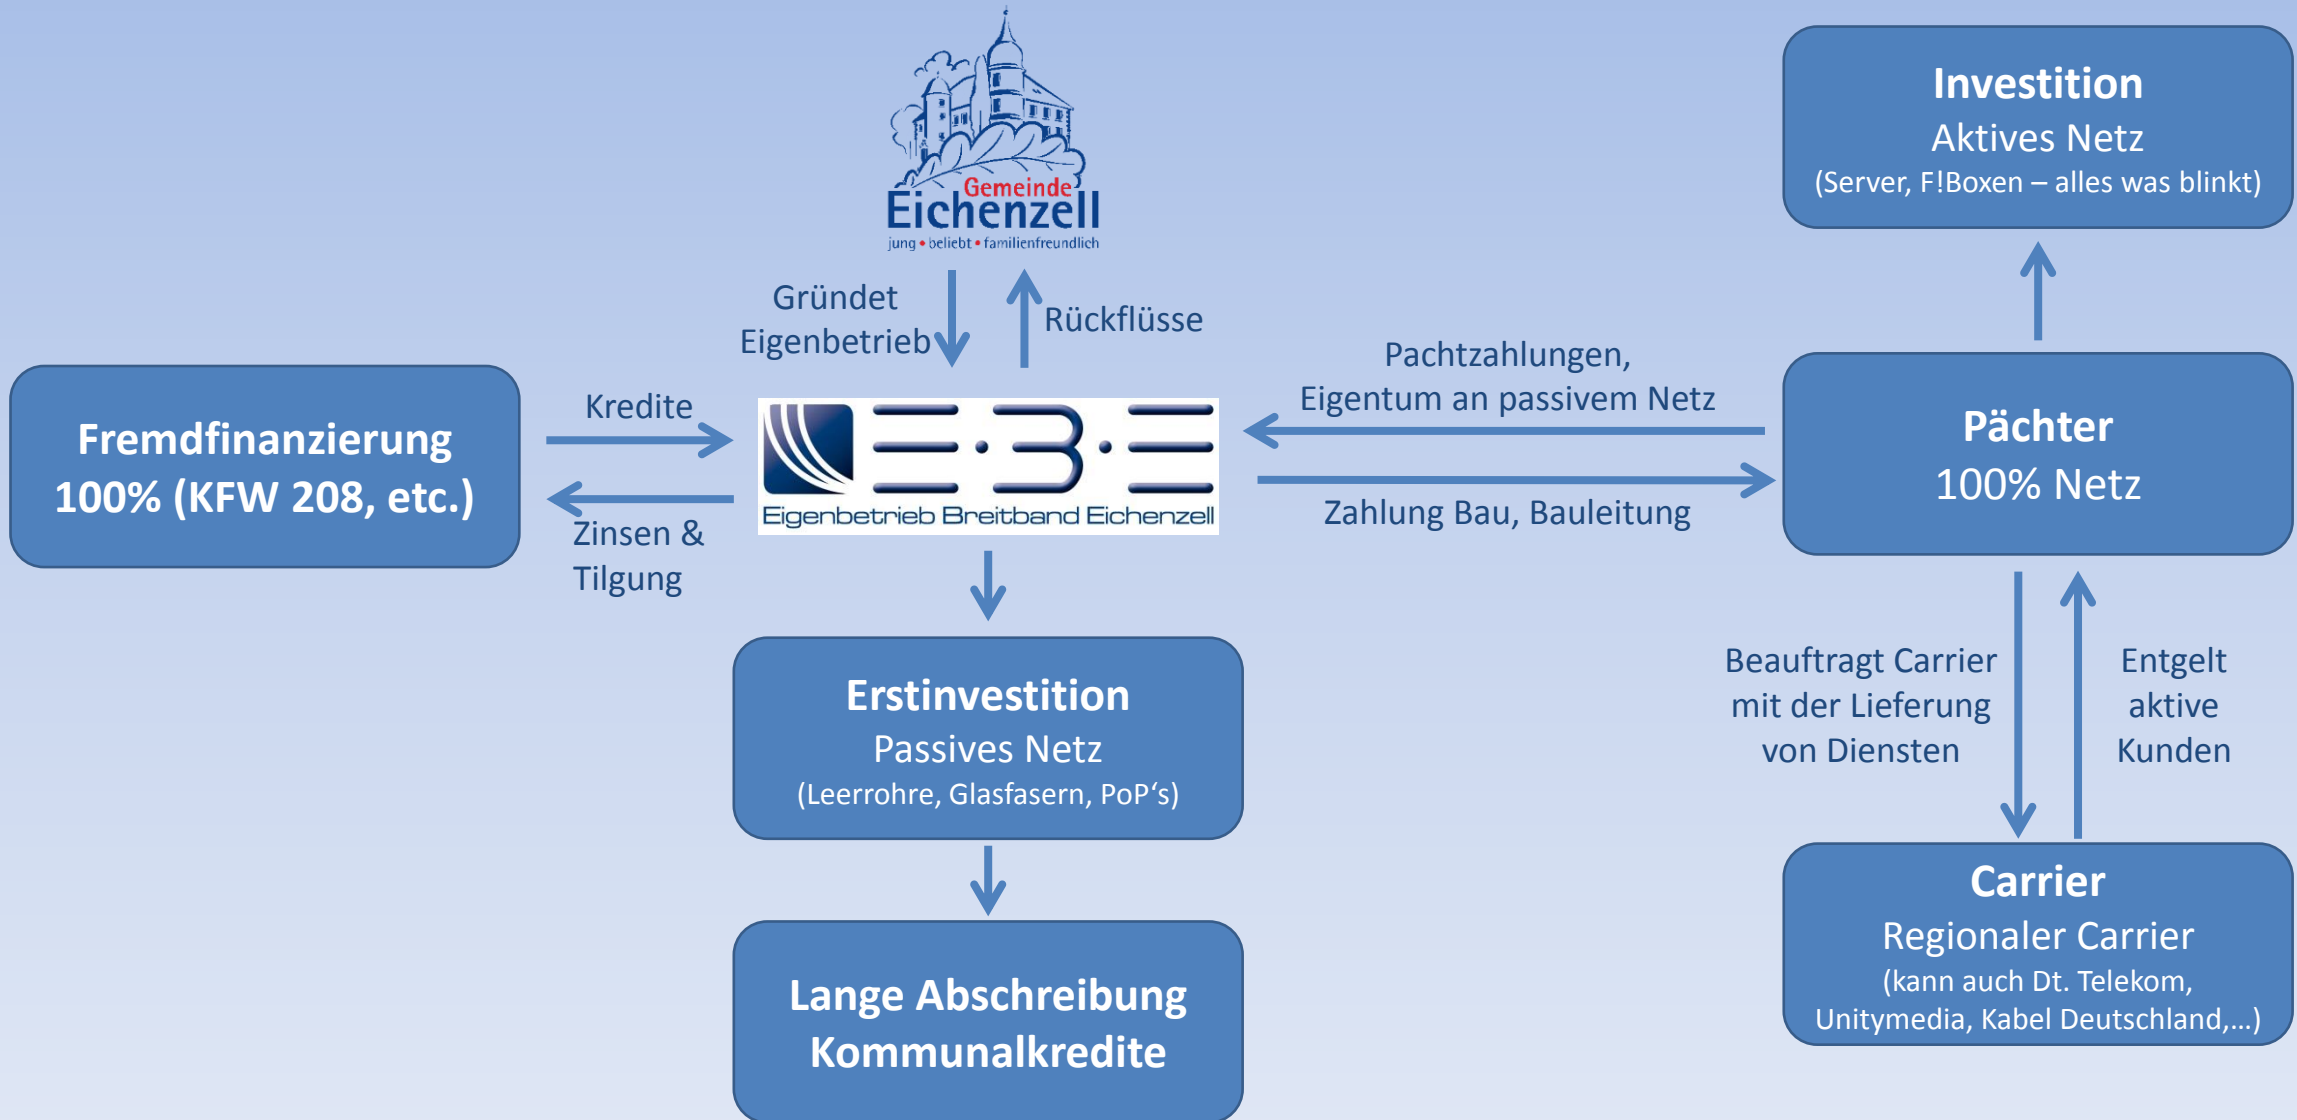 Gemeinde
Eichenzell
jung • beliebt • familienfreundlich
Investition
Aktives Netz
(Server, F!Boxen – alles was blinkt)
Gründet
Eigenbetrieb
Rückflüsse
Fremdfinanzierung
100% (KFW 208, etc.)
Kredite
Zinsen &
Tilgung
E·B·E
Eigenbetrieb Breitband Eichenzell
Pachtzahlungen,
Eigentum an passivem Netz
Zahlung Bau, Bauleitung
Pächter
100% Netz
Erstinvestition
Passives Netz
(Leerrohre, Glasfasern, PoP‘s)
Beauftragt Carrier
mit der Lieferung
von Diensten
Entgelt
aktive
Kunden
Lange Abschreibung
Kommunalkredite
Carrier
Regionaler Carrier
(kann auch Dt. Telekom,
Unitymedia, Kabel Deutschland,…)